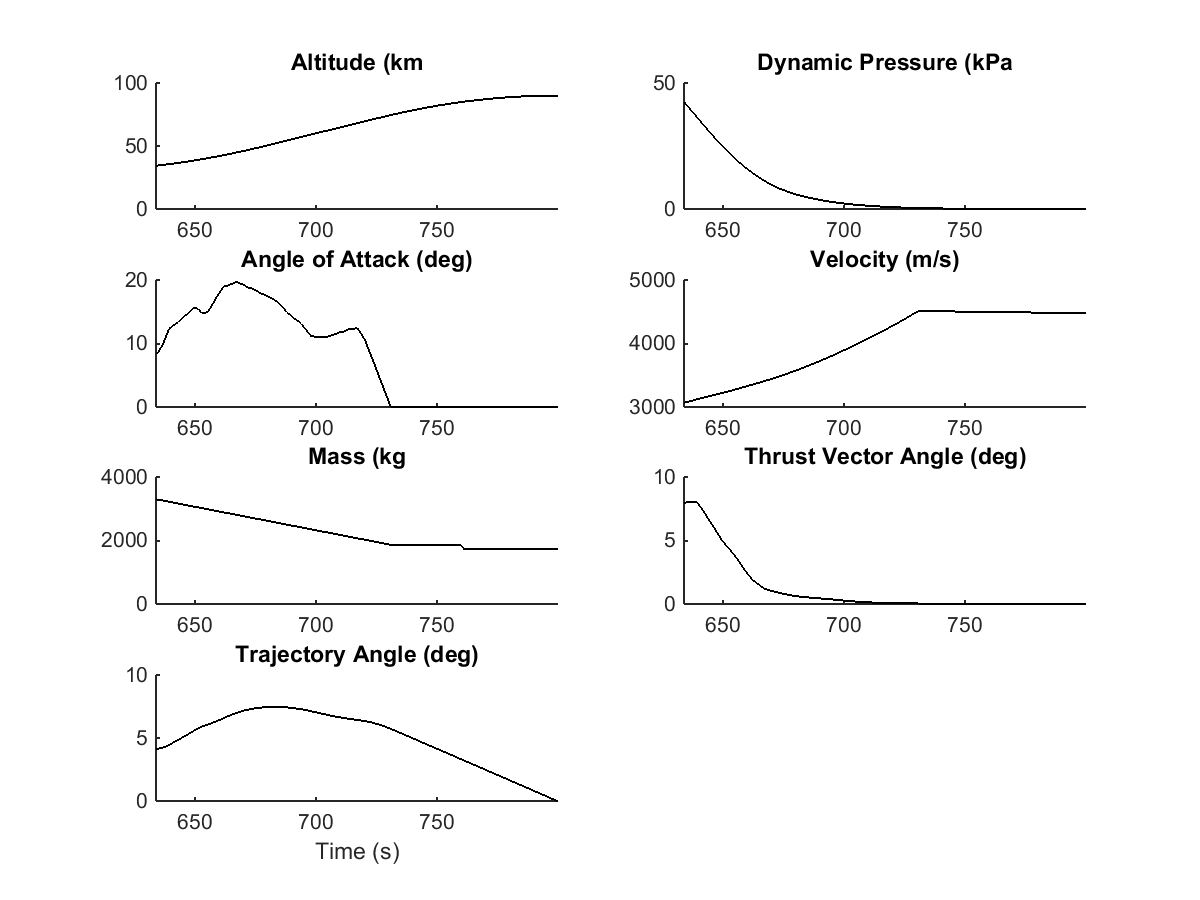 Altitude (km
100
50
0
650 700 750
Dynamic Pressure (kPa
50
0
650 700 750
Angle of Attack (deg)
20
10
0
650 700 750
Velocity (m/s)
5000
4000
3000
650 700 750
Mass (kg
4000
2000
0
650 700 750
Thrust Vector Angle (deg)
10
5
0
650 700 750
Trajectory Angle (deg)
10
5
0
650 700 750
Time (s)